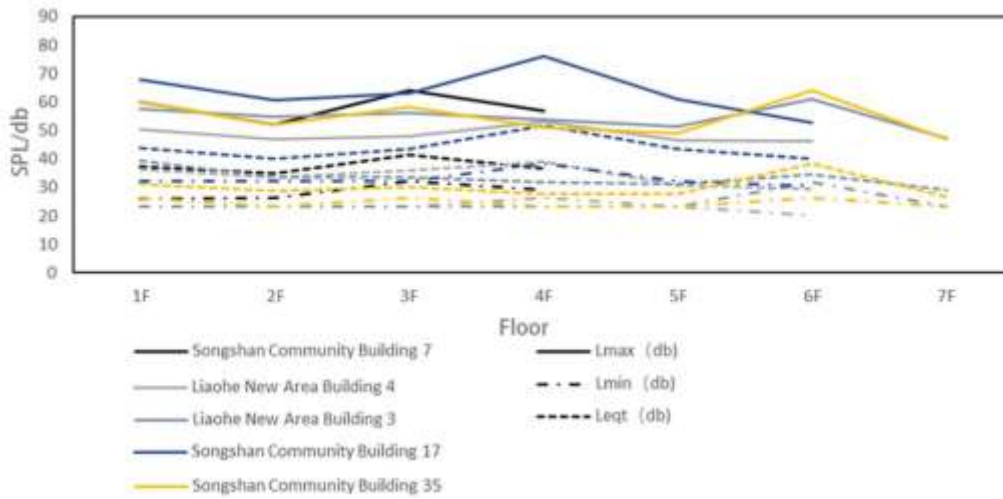 90
80
70
60
50
40
30
20
10
0
SPL/db
1F 2F 3F 4F 5F 6F 7F
Floor
Songshan Community Building 7
Liaohe New Area Building 4
Liaohe New Area Building 3
Songshan Community Building 17
Songshan Community Building 35
Lmax（db)
Lmin（db)
Leqt（db)